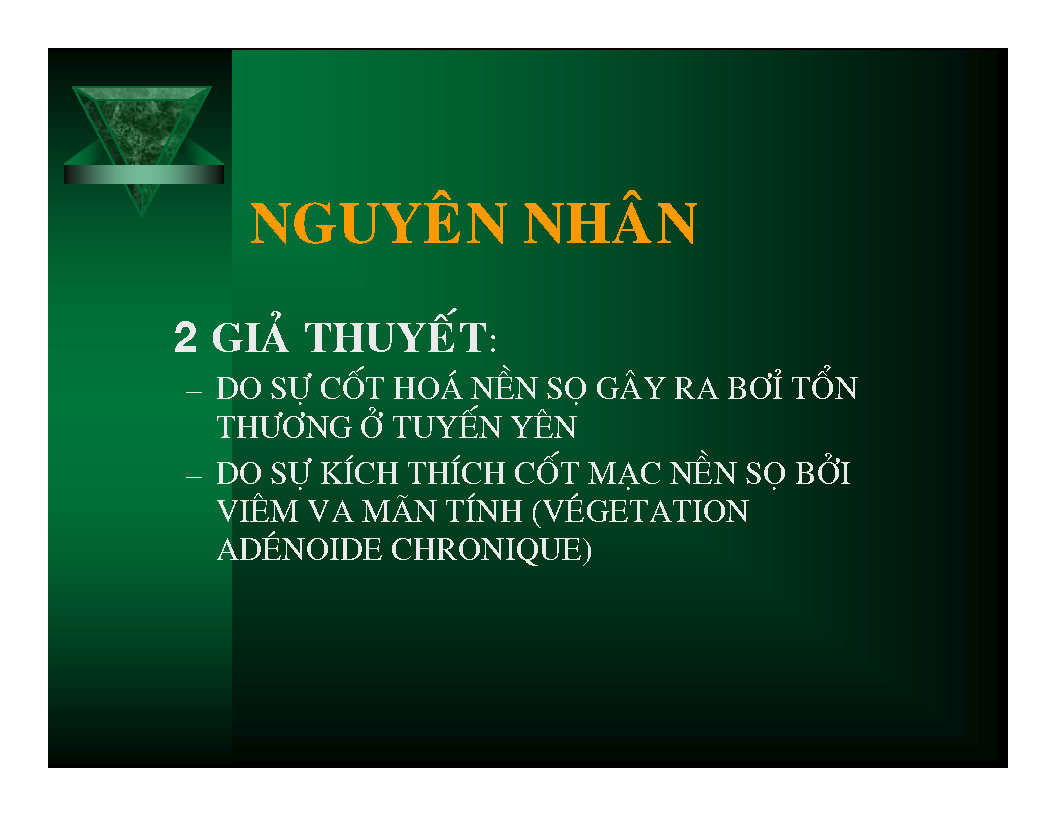 NGUYÊN NHÂN
2 GIẢ THUYẾT:
– DO SỰ CỐT HOÁ NỀN SỌ GÂY RA BƠỈ TỔN
THƯƠNG Ở TUYẾN YÊN
– DO SỰ KÍCH THÍCH CỐT MẠC NỀN SỌ BỞI
VIÊM VA MÃN TÍNH (VÉGETATION
ADÉNOIDE CHRONIQUE)